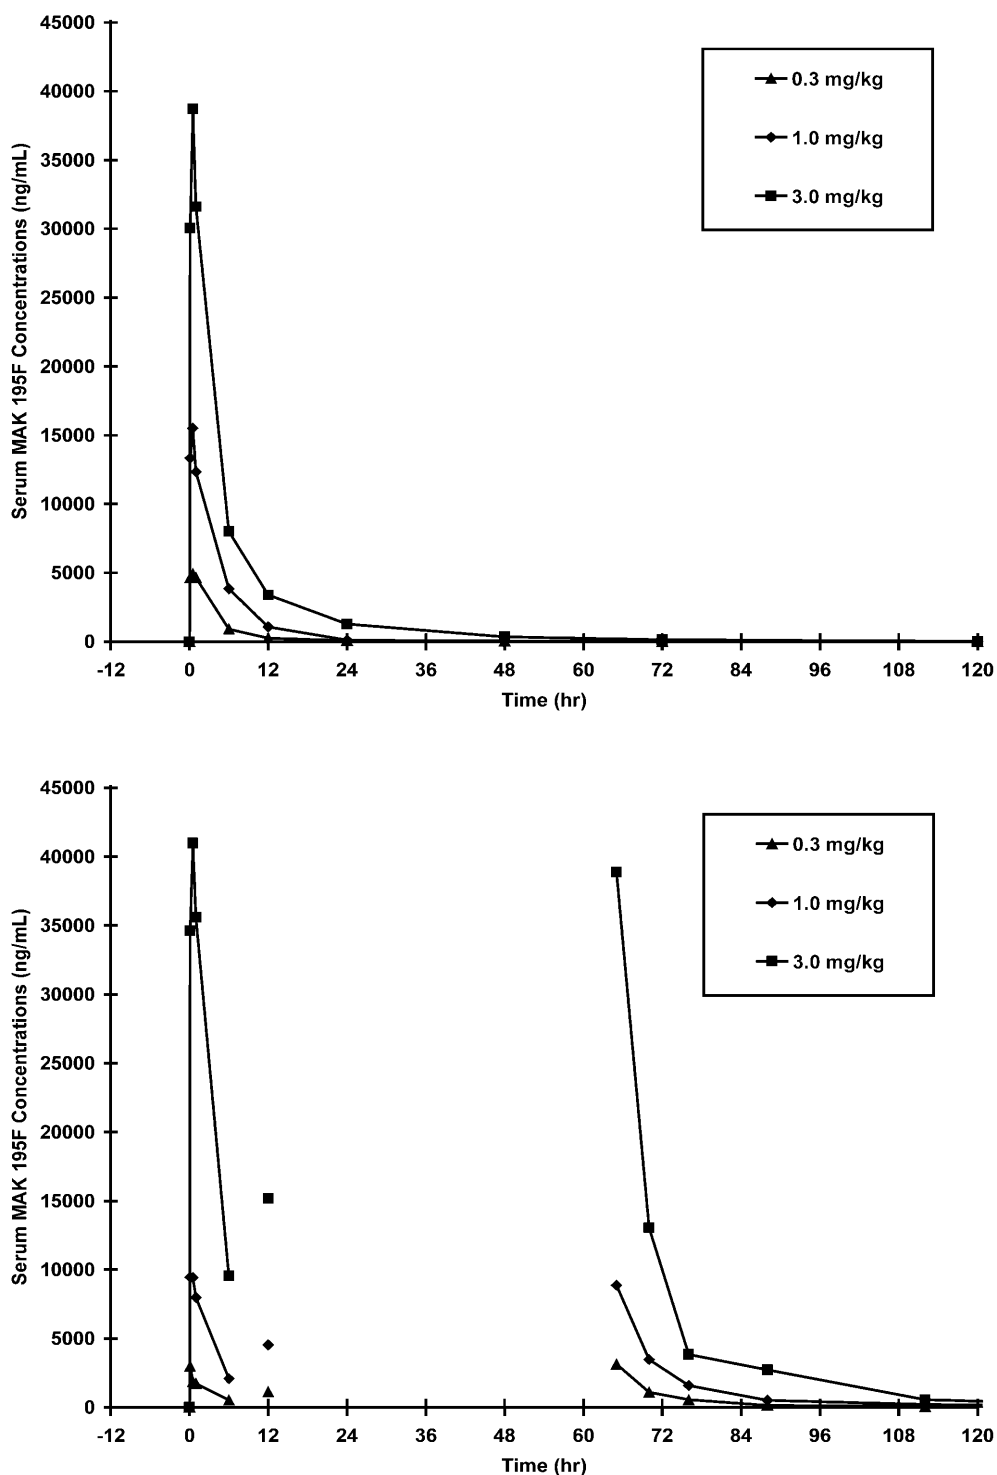 45000
40000
35000
30000
25000
20000
15000
10000
5000
0
Serum MAK 195F Concentrations (ng/mL)
0.3 mg/kg
1.0 mg/kg
3.0 mg/kg
-12 0 12 24 36 48 60 72 84 96 108 120
Time (hr)
45000
40000
35000
30000
25000
20000
15000
10000
5000
0
Serum MAK 195F Concentrations (ng/mL)
0.3 mg/kg
1.0 mg/kg
3.0 mg/kg
-12 0 12 24 36 48 60 72 84 96 108 120
Time (hr)